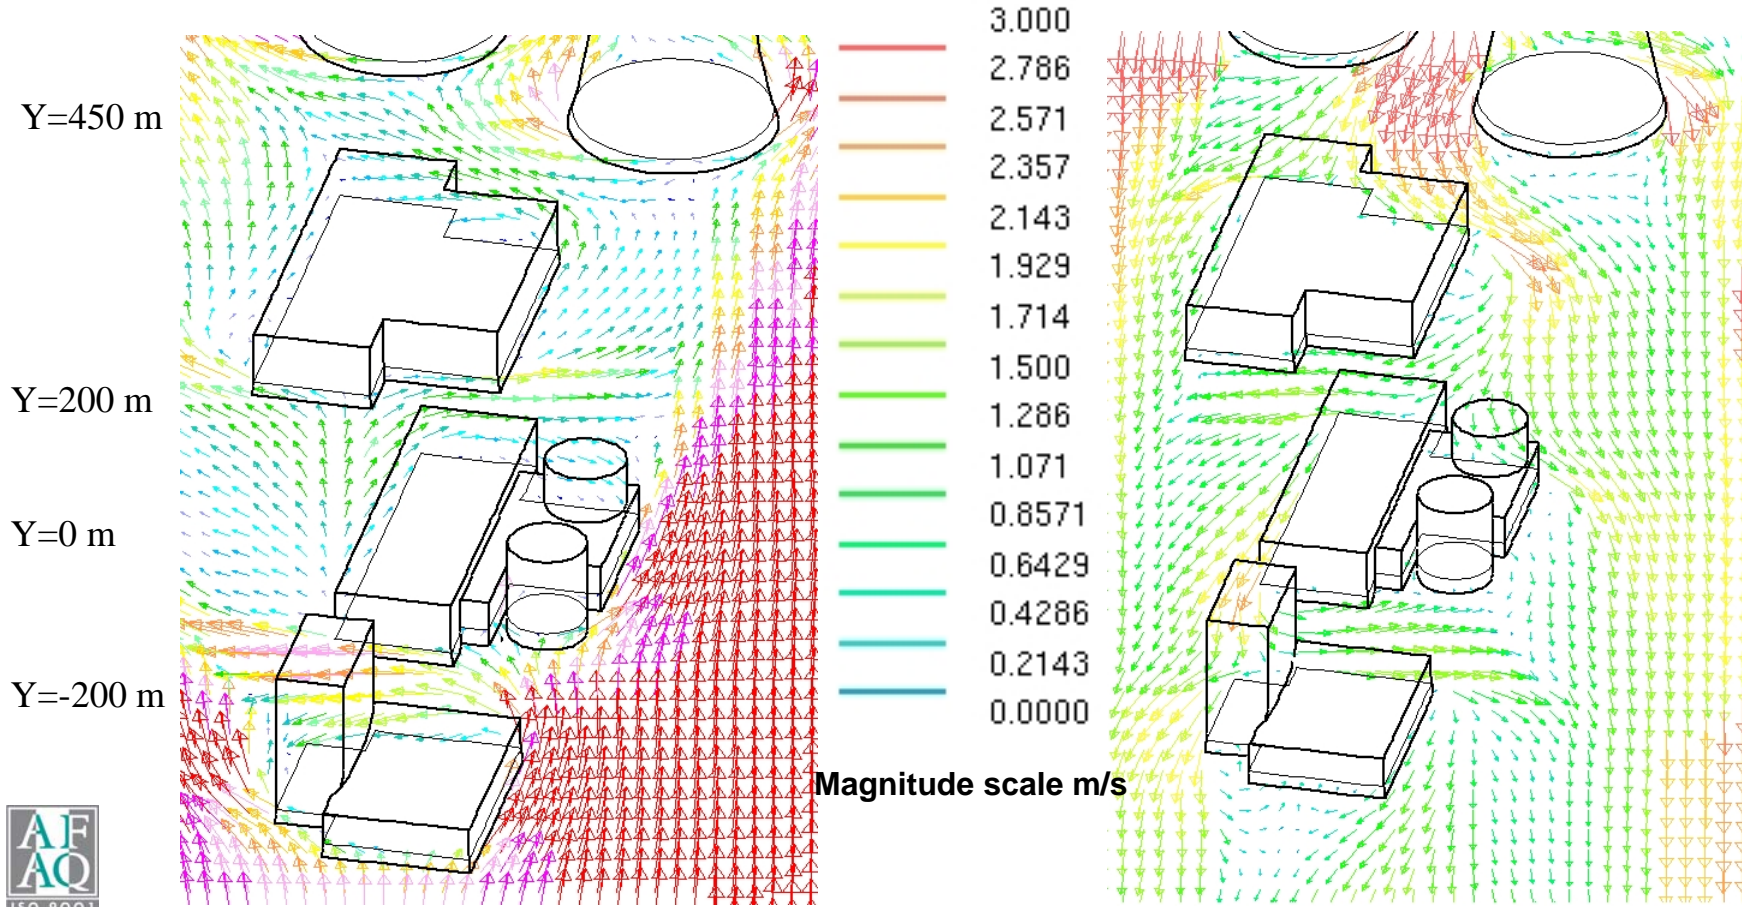 3.000
2.786
Y=450 m
2.571
2.357
2.143
1.929
1.714
1.500
Y=200 m
1.286
1.071
0.8571
Y=0 m
0.6429
0.4286
0.2143
Y=-200 m
0.0000
Magnitude scale m/s
AF
AQ
ISO 9001